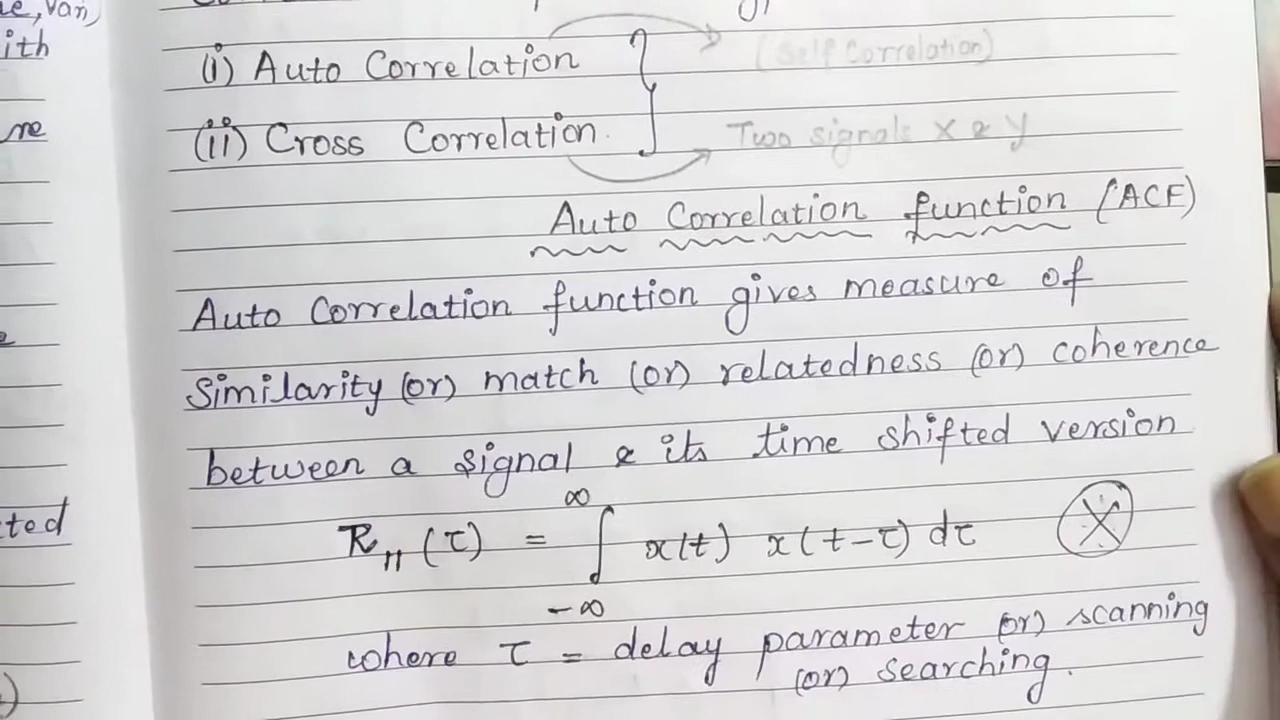 ith
me
ted
(i) Auto Correlation (Self Correlation)
(ii) Cross Correlation. Two signals X & Y
Auto Correlation function (ACF)
Auto Correlation function gives measure of
Similarity (or) match (or) relatedness (or) coherence
between a signal & its time shifted version
R₁₁(τ) = ∫_{-∞}^{∞} x(t) x(t-τ) dτ
where τ = delay parameter (or) scanning
(or) searching.